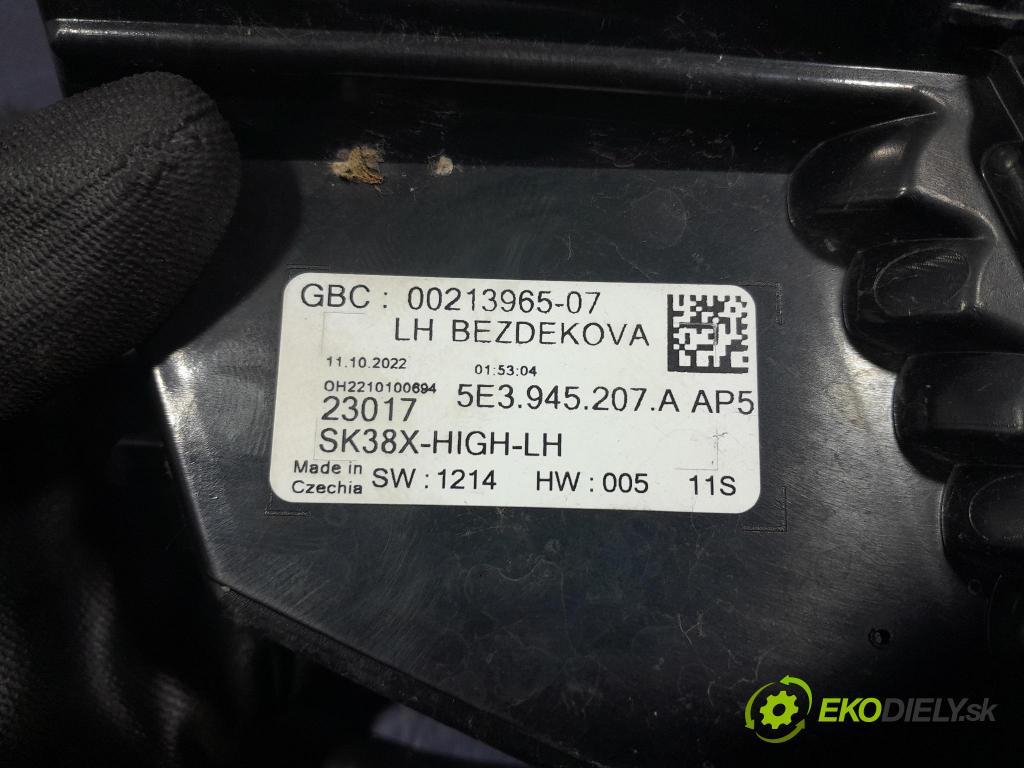 GBC : 00213965-07
LH BEZDEKOVA
11.10.2022 01:53:04
OH2210100694
23017 5E3.945.207.A AP5
SK38X-HIGH-LH
Made in
Czechia SW : 1214 HW : 005 11S
EKODIELY.sk